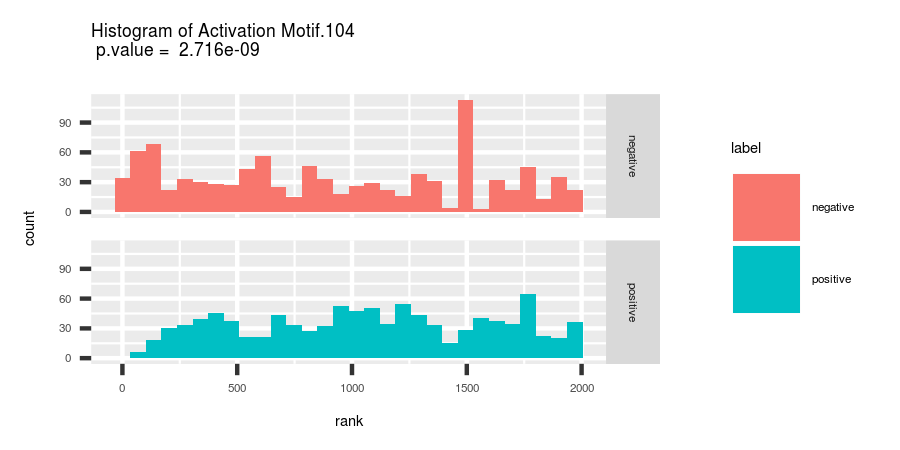 Histogram of Activation Motif.104
p.value =  2.716e-09
count
90
60
30
0
negative
90
60
30
0
positive
0
500
1000
1500
2000
rank
label
negative
positive